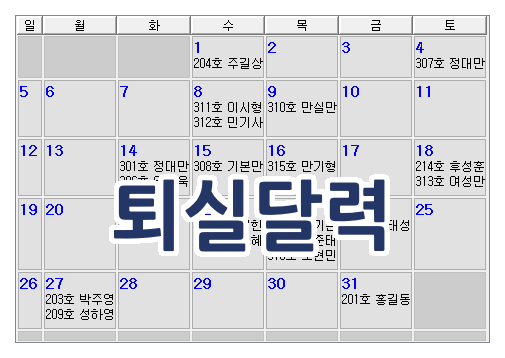 일 월 화 수 목 금 토
1 2 3 4
204호 주길상 307호 정대만
5 6 7 8 9 10 11
311호 이시형 310호 만실만
312호 민기사
12 13 14 15 16 17 18
301호 정대만 308호 기본만 315호 만기형 214호 후성훈
313호 여성만
퇴실달력
19 20 25
26 27 28 29 30 31
203호 박주영 201호 홍길동
209호 성하영